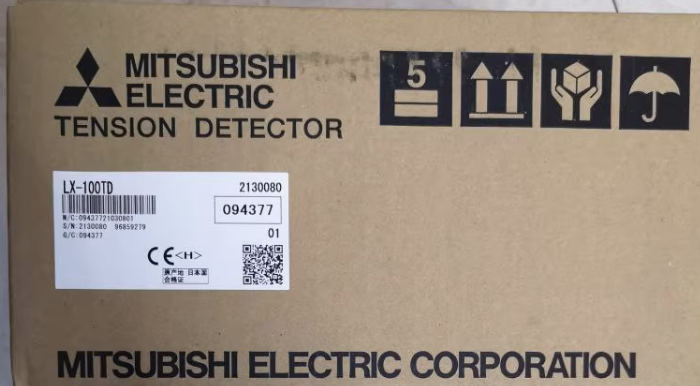 MITSUBISHI
ELECTRIC
TENSION DETECTOR
5
LX-100TD
2130080
094377
M/C:09437721030801
S/N:2130080 96859279
G/C:094377
01
CE<H>
原产地 日本国
合格证
MITSUBISHI ELECTRIC CORPORATION